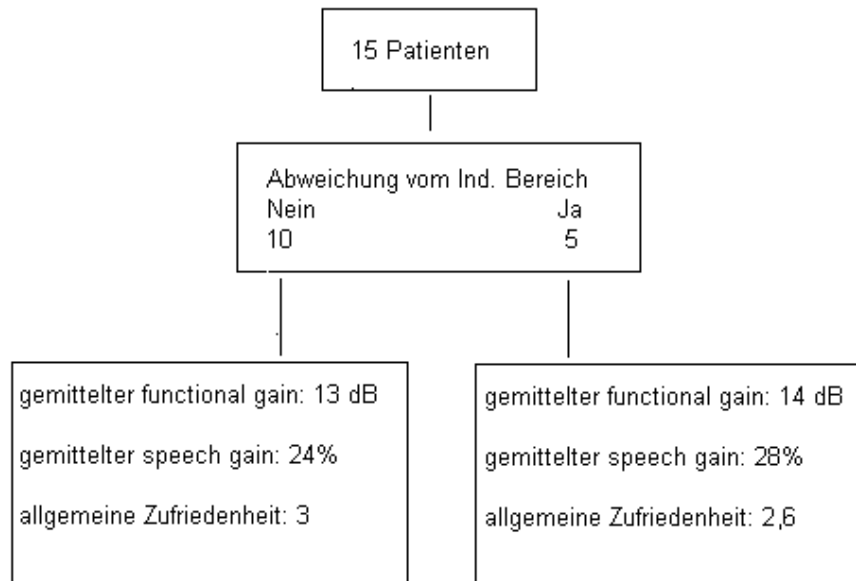 15 Patienten
Abweichung vom Ind. Bereich
Nein Ja
10 5
gemittelter functional gain: 13 dB
gemittelter speech gain: 24%
allgemeine Zufriedenheit: 3
gemittelter functional gain: 14 dB
gemittelter speech gain: 28%
allgemeine Zufriedenheit: 2,6